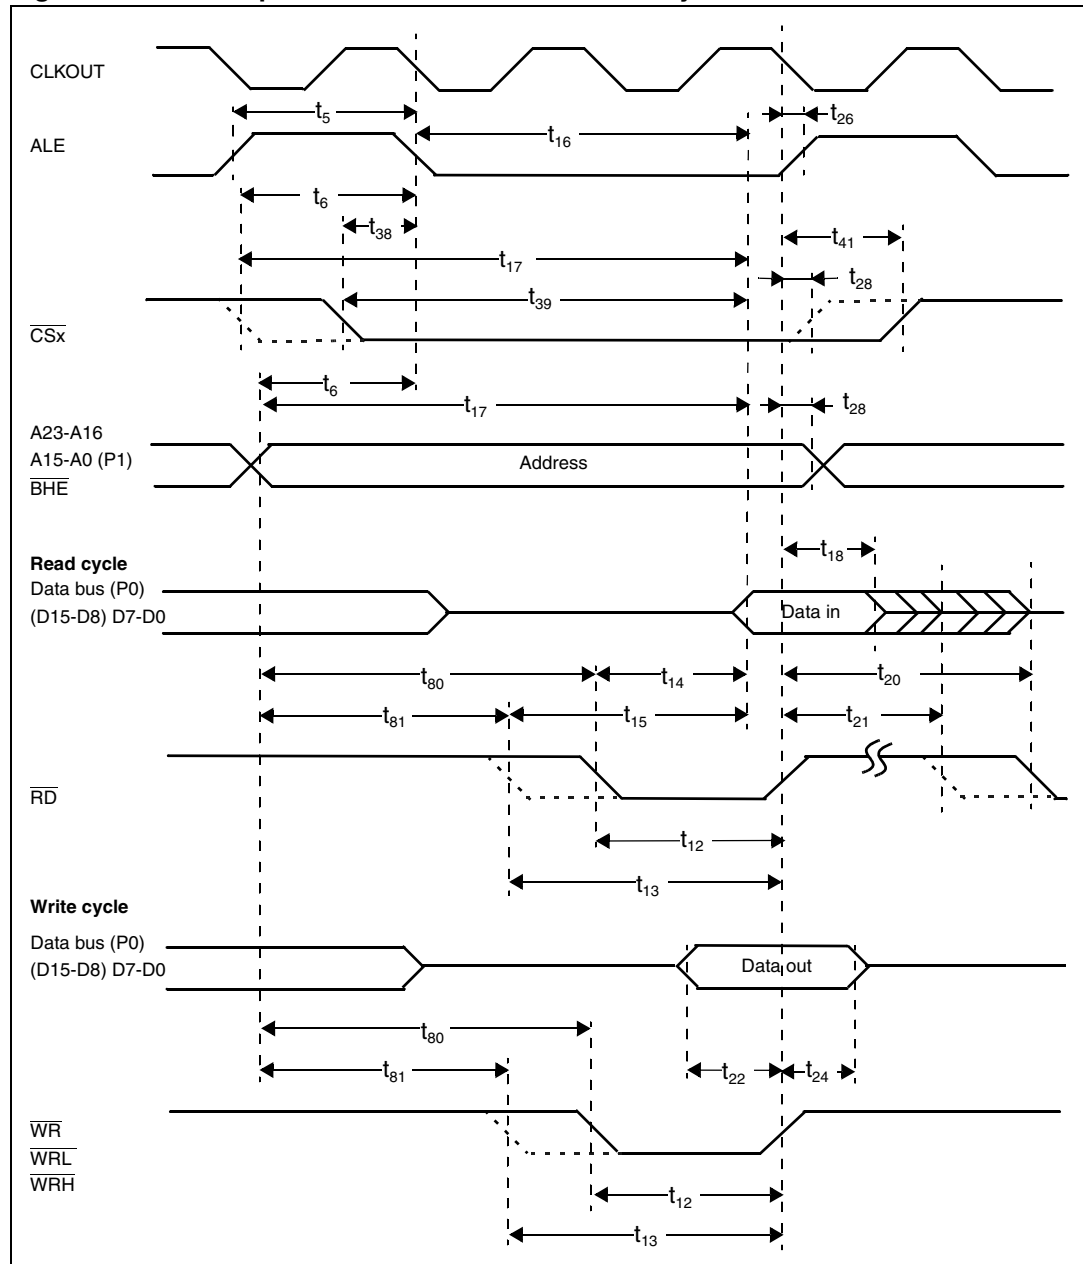 CLKOUT
t5
t26
ALE
t16
t6
t38
t41
t17
t28
t39
CSx
t6
t17
t28
A23-A16
A15-A0 (P1)
Address
BHE
t18
Read cycle
Data bus (P0)
(D15-D8) D7-D0
Data in
t80
t14
t20
t81
t15
t21
RD
t12
t13
Write cycle
Data bus (P0)
(D15-D8) D7-D0
Data out
t80
t81
t22
t24
WR
WRL
WRH
t12
t13